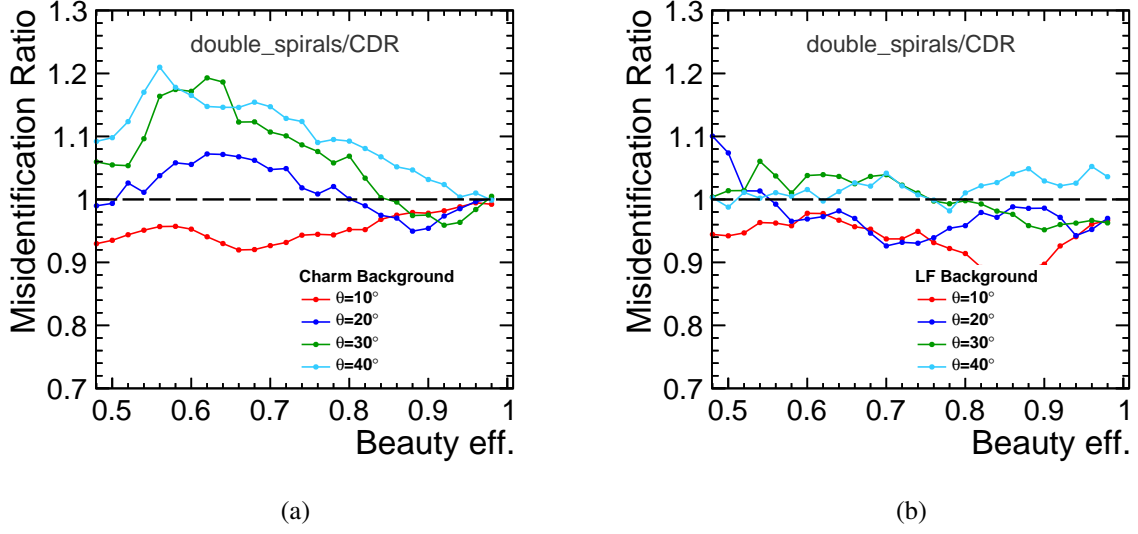 Misidentification Ratio
1.3
1.2
1.1
1
0.9
0.8
0.7
double_spirals/CDR
Charm Background
θ=10°
θ=20°
θ=30°
θ=40°
0.5 0.6 0.7 0.8 0.9 1
Beauty eff.
(a)
Misidentification Ratio
1.3
1.2
1.1
1
0.9
0.8
0.7
double_spirals/CDR
LF Background
θ=10°
θ=20°
θ=30°
θ=40°
0.5 0.6 0.7 0.8 0.9 1
Beauty eff.
(b)